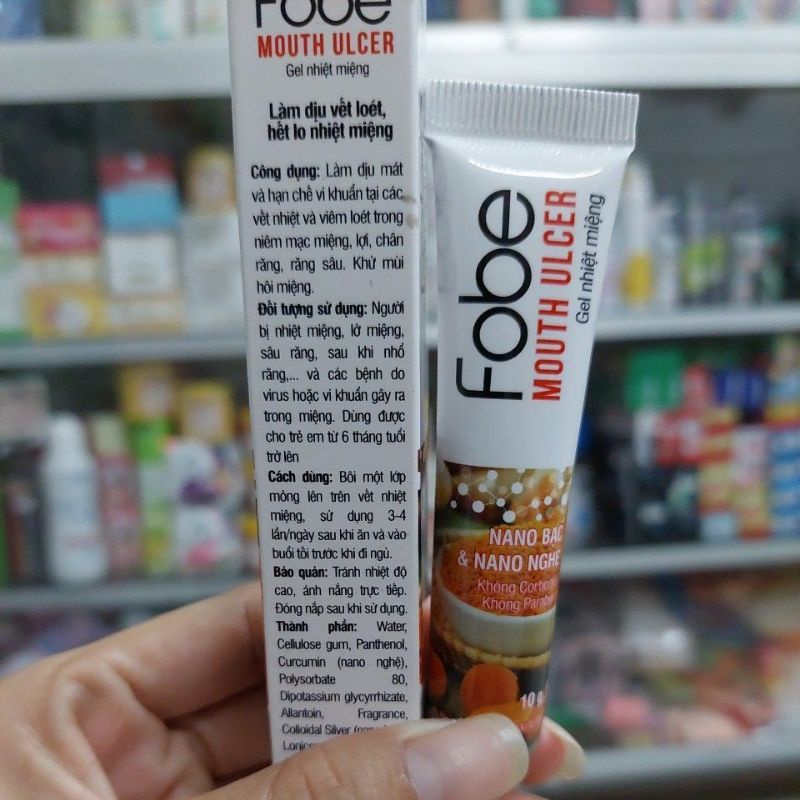 Fobe
MOUTH ULCER
Gel nhiệt miệng
Làm dịu vết loét,
hết lo nhiệt miệng
Công dụng: Làm dịu mát
và hạn chế vi khuẩn tại các
vết nhiệt và viêm loét trong
niêm mạc miệng, lợi, chân
răng, răng sâu. Khử mùi
hôi miệng.
Đối tượng sử dụng: Người
bị nhiệt miệng, lở miệng,
sâu răng, sau khi nhổ
răng,... và các bệnh do
virus hoặc vi khuẩn gây ra
trong miệng. Dùng được
cho trẻ em từ 6 tháng tuổi
trở lên
Cách dùng: Bôi một lớp
mỏng lên trên vết nhiệt
miệng, sử dụng 3-4
lần/ngày sau khi ăn và vào
buổi tối trước khi đi ngủ.
Bảo quản: Tránh nhiệt độ
cao, ánh nắng trực tiếp.
Đóng nắp sau khi sử dụng.
Thành phần: Water,
Cellulose gum, Panthenol,
Curcumin (nano nghệ),
Polysorbate 80,
Dipotassium glycyrrhizate,
Allantoin, Fragrance,
Colloidal Silver
Fobe
MOUTH ULCER
Gel nhiệt miệng
NANO BẠC
& NANO NGHỆ
Không
Không
10 g